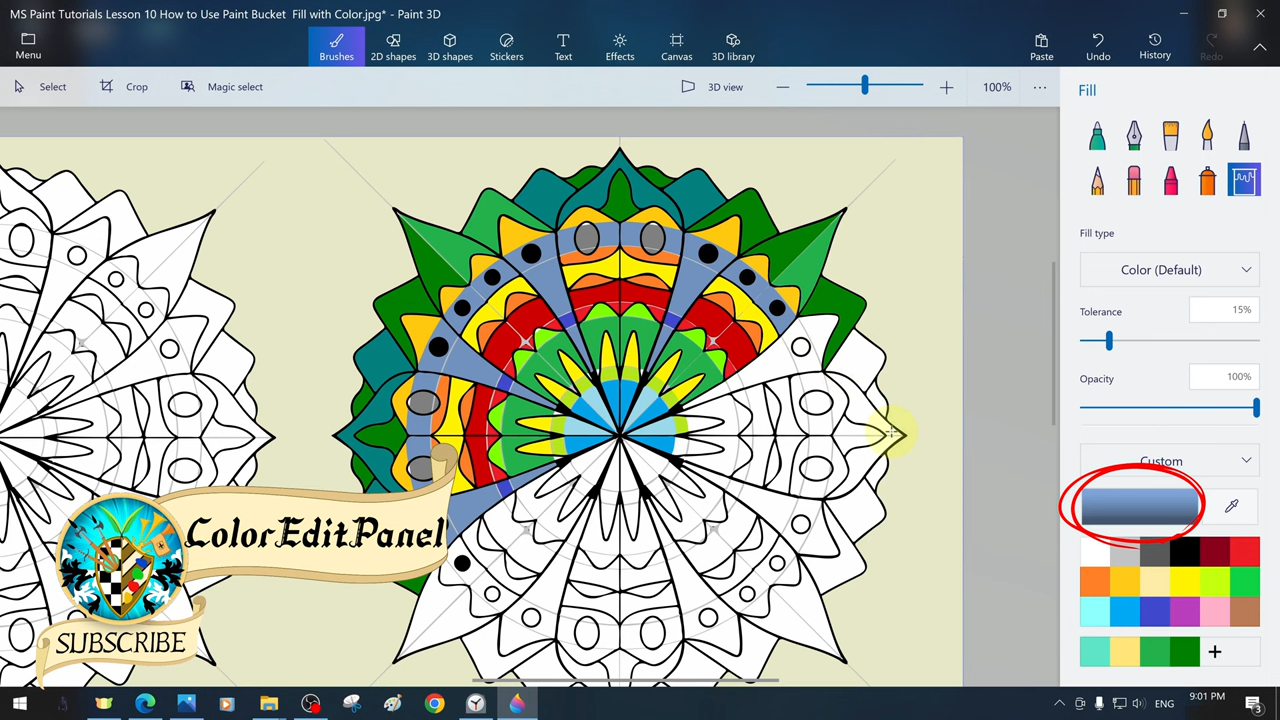 MS Paint Tutorials Lesson 10 How to Use Paint Bucket  Fill with Color.jpg* - Paint 3D
Menu
Brushes
2D shapes
3D shapes
Stickers
Text
Effects
Canvas
3D library
Paste
Undo
History
Redo
Select
Crop
Magic select
3D view
100%
Fill
Fill type
Color (Default)
Tolerance
15%
Opacity
100%
Custom
ColorEditPanel
SUBSCRIBE
ENG
9:01 PM
3